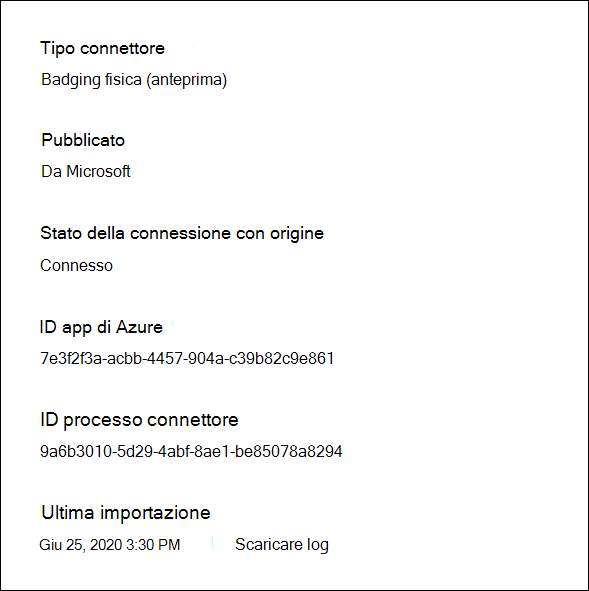 Tipo connettore
Badging fisica (anteprima)
Pubblicato
Da Microsoft
Stato della connessione con origine
Connesso
ID app di Azure
7e3f2f3a-acbb-4457-904a-c39b82c9e861
ID processo connettore
9a6b3010-5d29-4abf-8ae1-be85078a8294
Ultima importazione
Giu 25, 2020 3:30 PM | Scaricare log